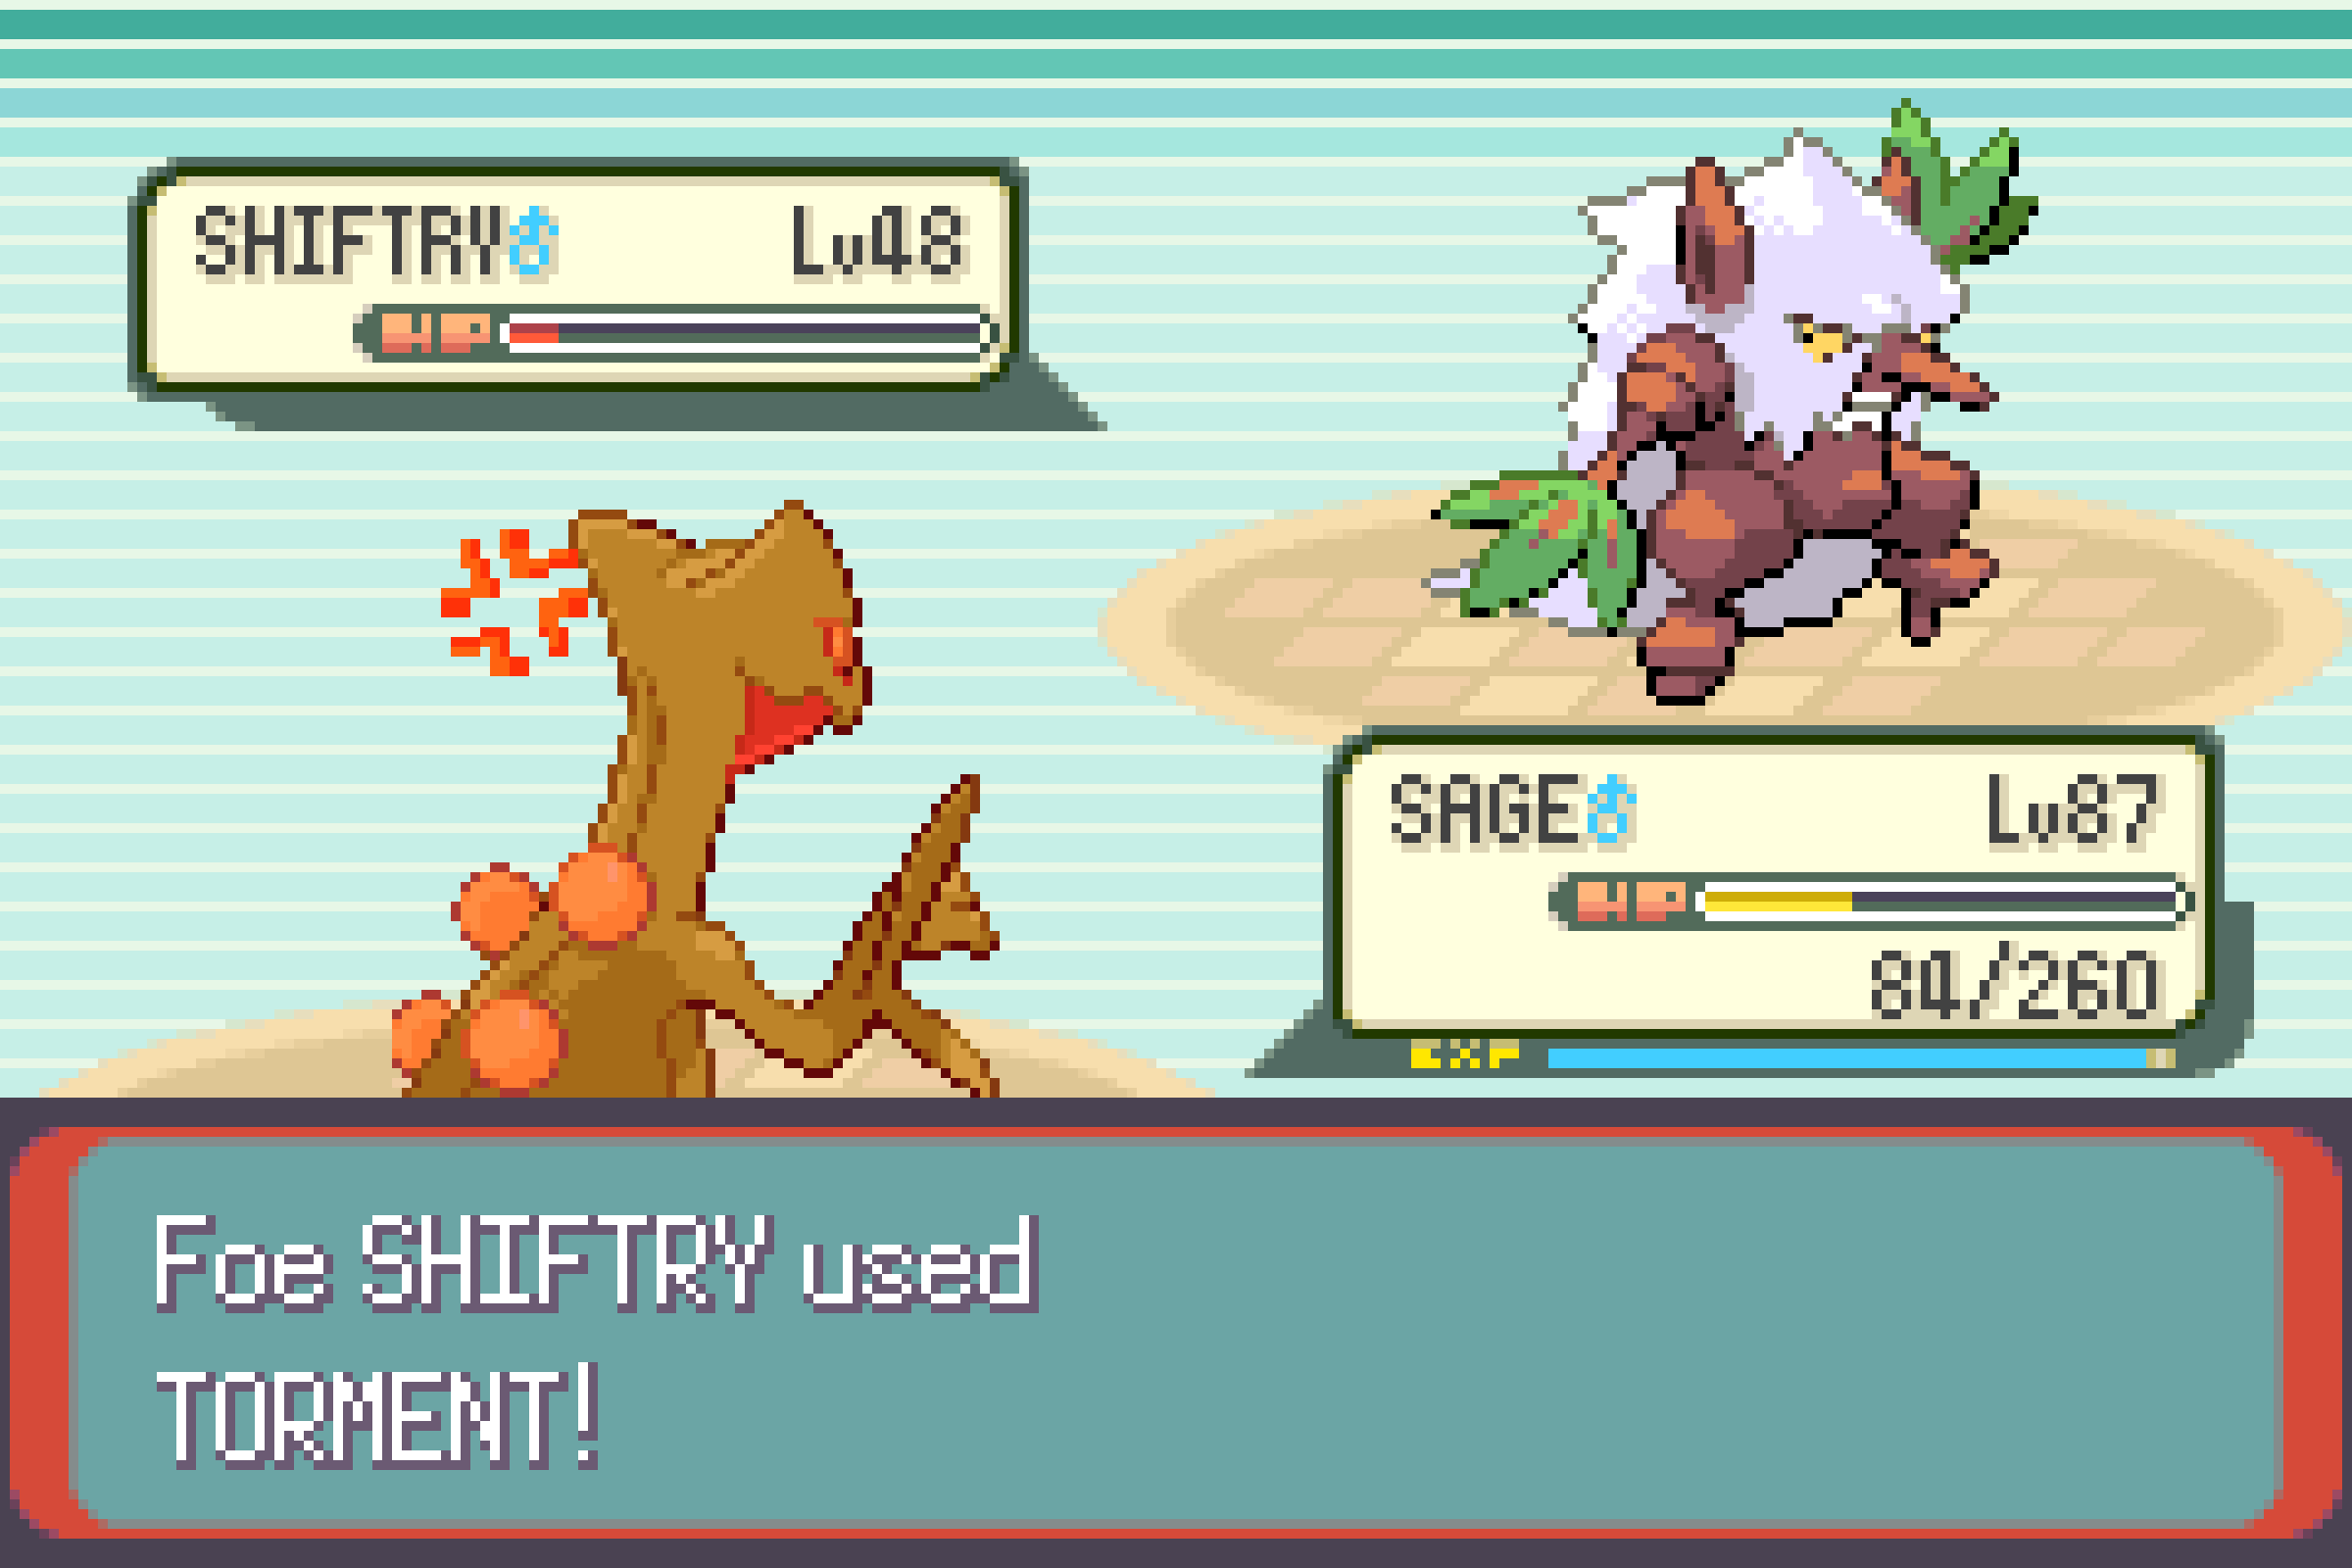 SHIFTRY♂ Lv48
HP
SAGE♂ Lv87
HP
84/260
EXP
Foe SHIFTRY used
TORMENT!